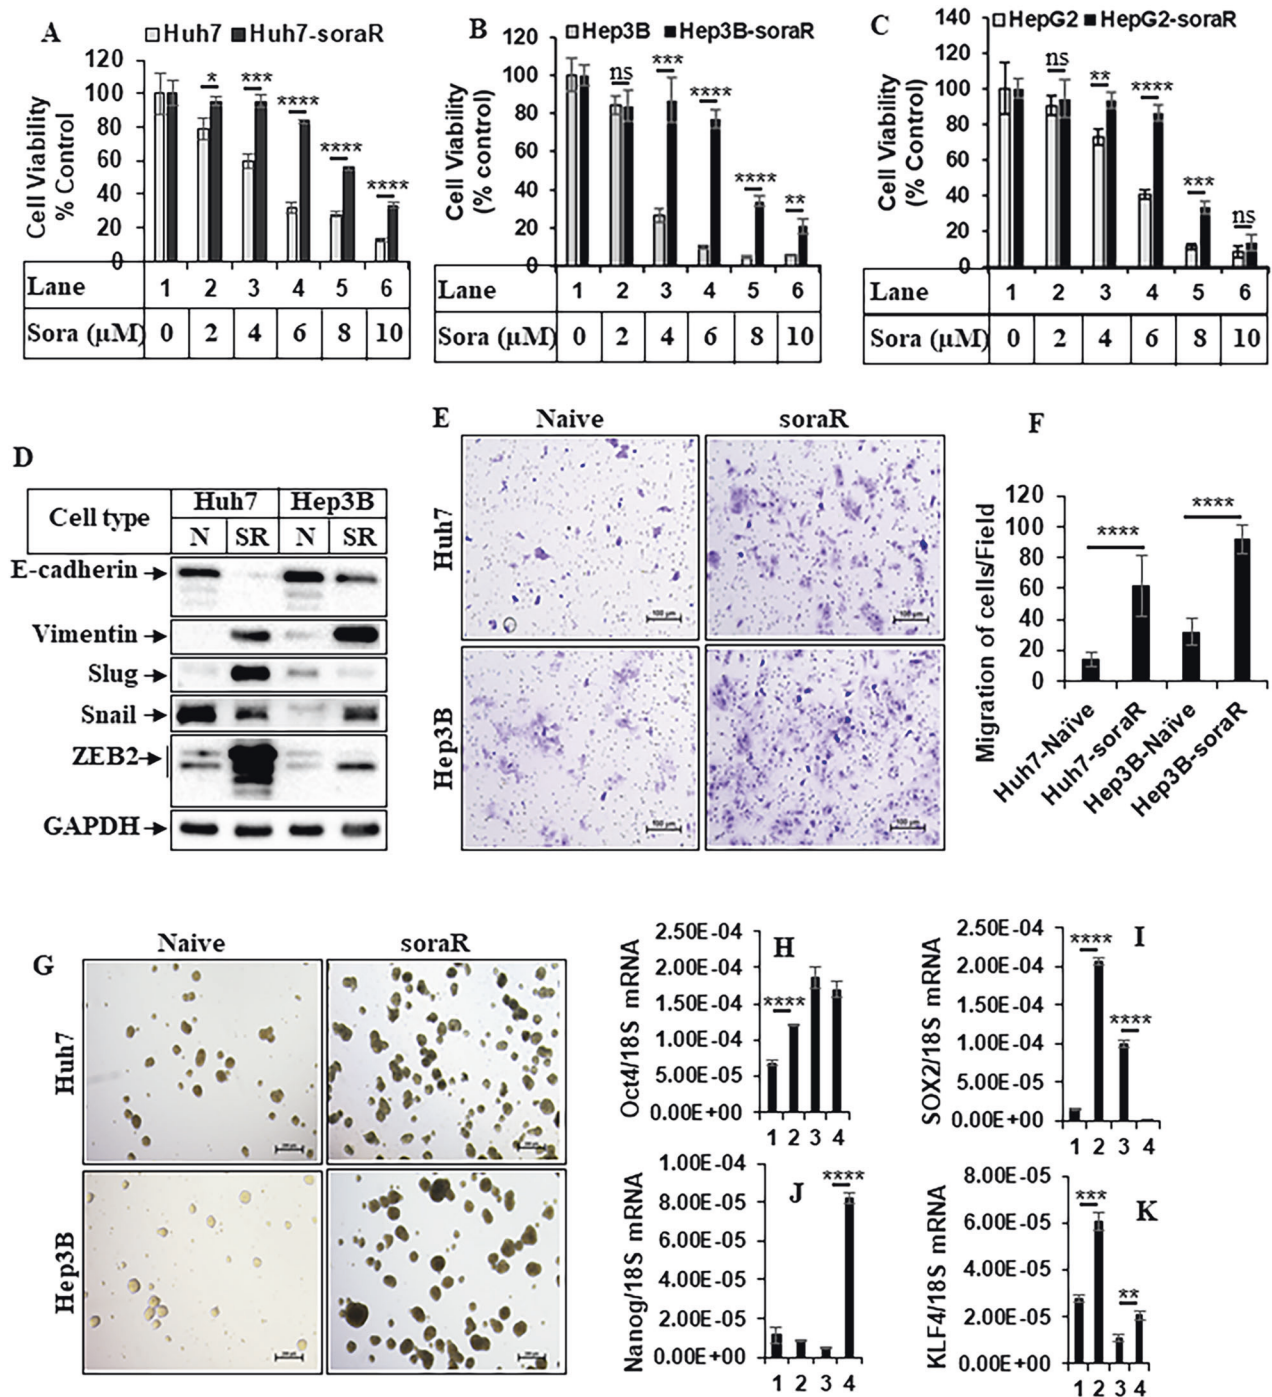 A
Huh7 Huh7-soraR
Cell Viability
% Control
120
100
80
60
40
20
0
* *** **** **** ****
Lane 1 2 3 4 5 6
Sora (µM) 0 2 4 6 8 10
B
Hep3B Hep3B-soraR
Cell Viability
(% control)
120
100
80
60
40
20
0
ns *** **** **** **
Lane 1 2 3 4 5 6
Sora (µM) 0 2 4 6 8 10
C
HepG2 HepG2-soraR
Cell Viability
(% Control)
140
120
100
80
60
40
20
0
ns ** **** *** ns
Lane 1 2 3 4 5 6
Sora (µM) 0 2 4 6 8 10
D
Cell type Huh7 Hep3B
N SR N SR
E-cadherin
Vimentin
Slug
Snail
ZEB2
GAPDH
E
Naive soraR
Huh7
100 µm 100 µm
Hep3B
100 µm 100 µm
F
Migration of cells/Field
120
100
80
60
40
20
0
**** ****
Huh7-Naïve
Huh7-soraR
Hep3B-Naïve
Hep3B-soraR
G
Naive soraR
Huh7
Hep3B
H
Oct4/18S mRNA
2.50E-04
2.00E-04
1.50E-04
1.00E-04
5.00E-05
0.00E+00
****
1 2 3 4
I
SOX2/18S mRNA
2.50E-04
2.00E-04
1.50E-04
1.00E-04
5.00E-05
0.00E+00
**** ****
1 2 3 4
J
Nanog/18S mRNA
1.00E-04
8.00E-05
6.00E-05
4.00E-05
2.00E-05
0.00E+00
****
1 2 3 4
K
KLF4/18S mRNA
8.00E-05
6.00E-05
4.00E-05
2.00E-05
0.00E+00
*** **
1 2 3 4